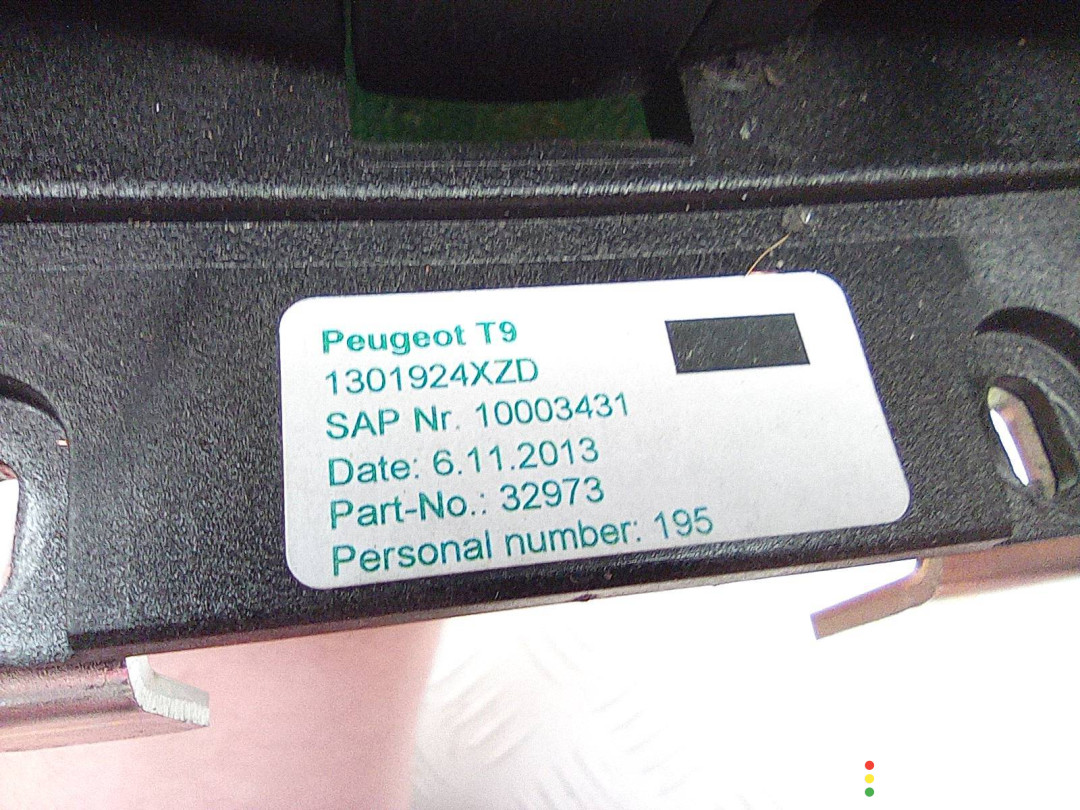 Peugeot T9
1301924XZD
SAP Nr. 10003431
Date: 6.11.2013
Part-No.: 32973
Personal number: 195